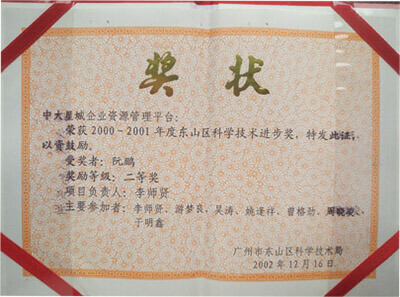 奖状
中大星城企业资源管理平台:
荣获2000-2001年度东山区科学技术进步奖,特发此证,
以资鼓励。
受奖者:阮鹏
奖励等级:二等奖
项目负责人:李师贤
主要参加者:李师贤、游梦良、吴涛、姚逢祥、曾格勋、周晓凌、
于明鑫
广州市东山区科学技术局
2002年12月16日